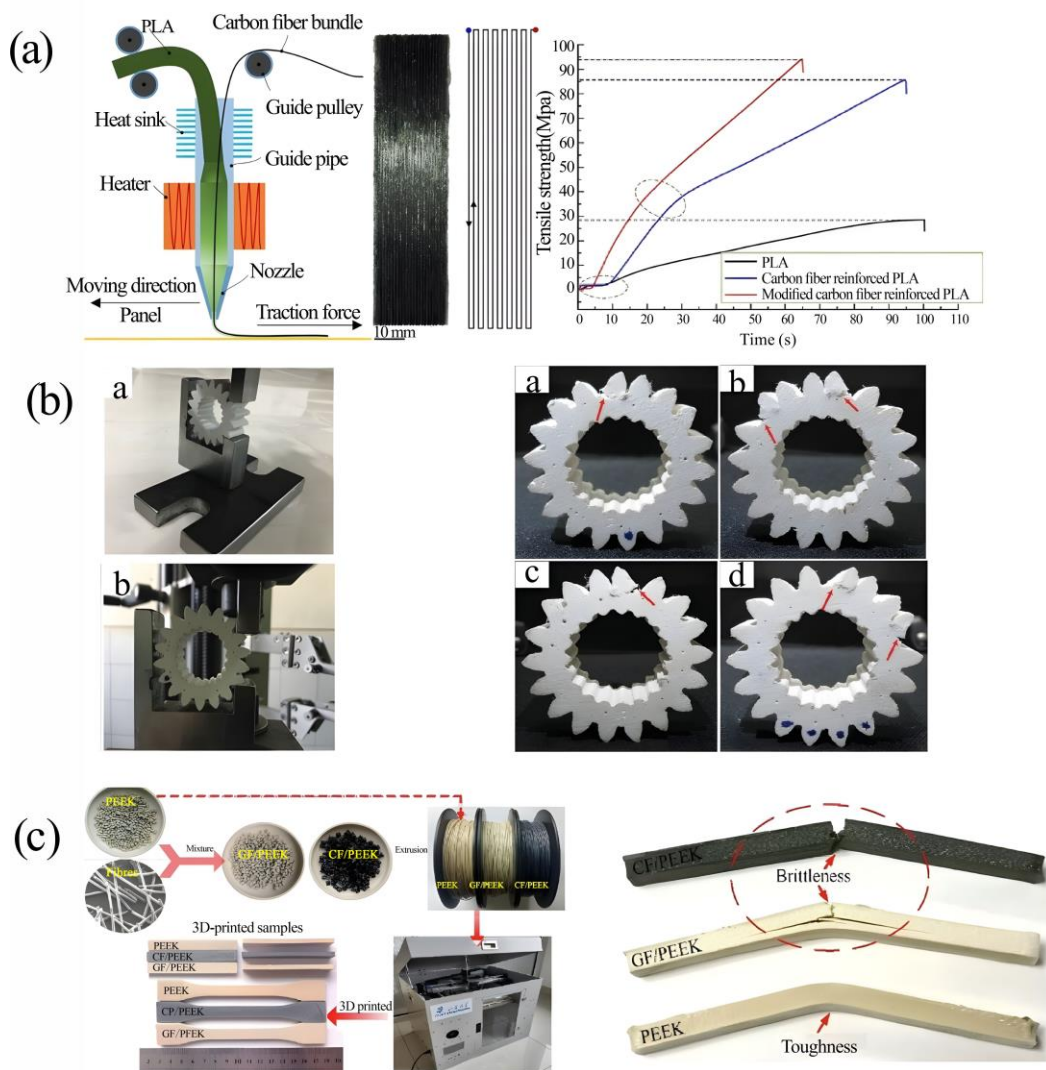 (a)
PLA
Carbon fiber bundle
Guide pulley
Heat sink
Guide pipe
Heater
Nozzle
Moving direction
Panel
Traction force
10 mm
Tensile strength(Mpa)
100
90
80
70
60
50
40
30
20
10
0
PLA
Carbon fiber reinforced PLA
Modified carbon fiber reinforced PLA
0 10 20 30 40 50 60 70 80 90 100 110
Time (s)
(b)
a
b
a
b
c
d
(c)
PEEK
Fibres
Mixture
GF/PEEK
CF/PEEK
Extrusion
PEEK
GF/PEEK
CF/PEEK
3D-printed samples
PEEK
CF/PEEK
GF/PEEK
PEEK
CP/PEEK
GF/PFEK
3D printed
CF/PEEK
Brittleness
GF/PEEK
PEEK
Toughness